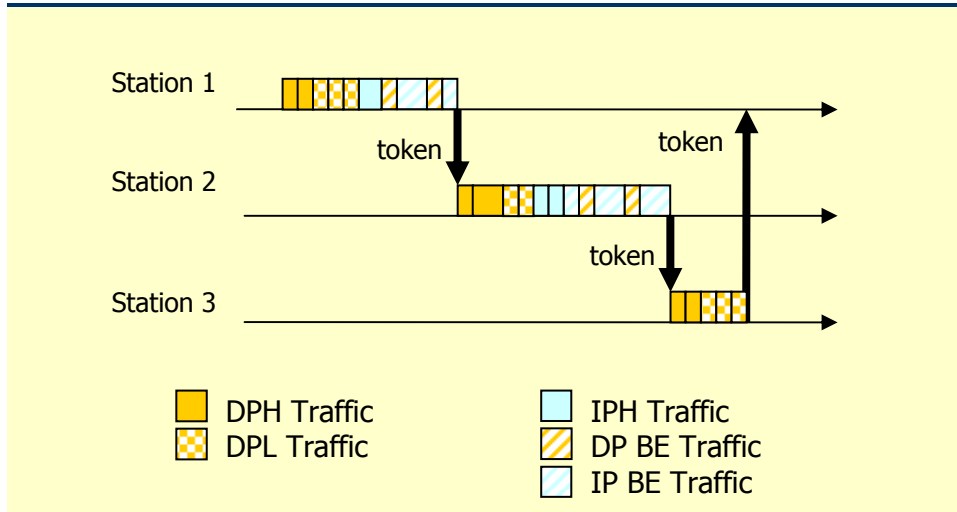 Station 1
token
token
Station 2
token
Station 3
DPH Traffic
IPH Traffic
DPL Traffic
DP BE Traffic
IP BE Traffic